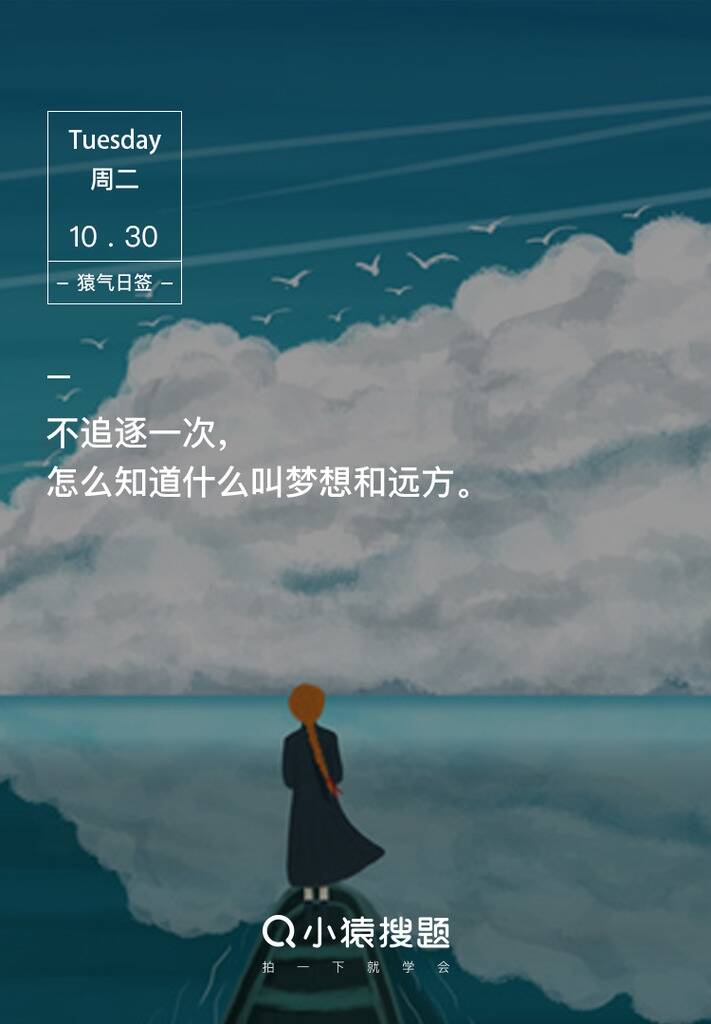 Tuesday
周二
10 . 30
– 猿气日签 –
不追逐一次，
怎么知道什么叫梦想和远方。
小猿搜题
拍一下就学会